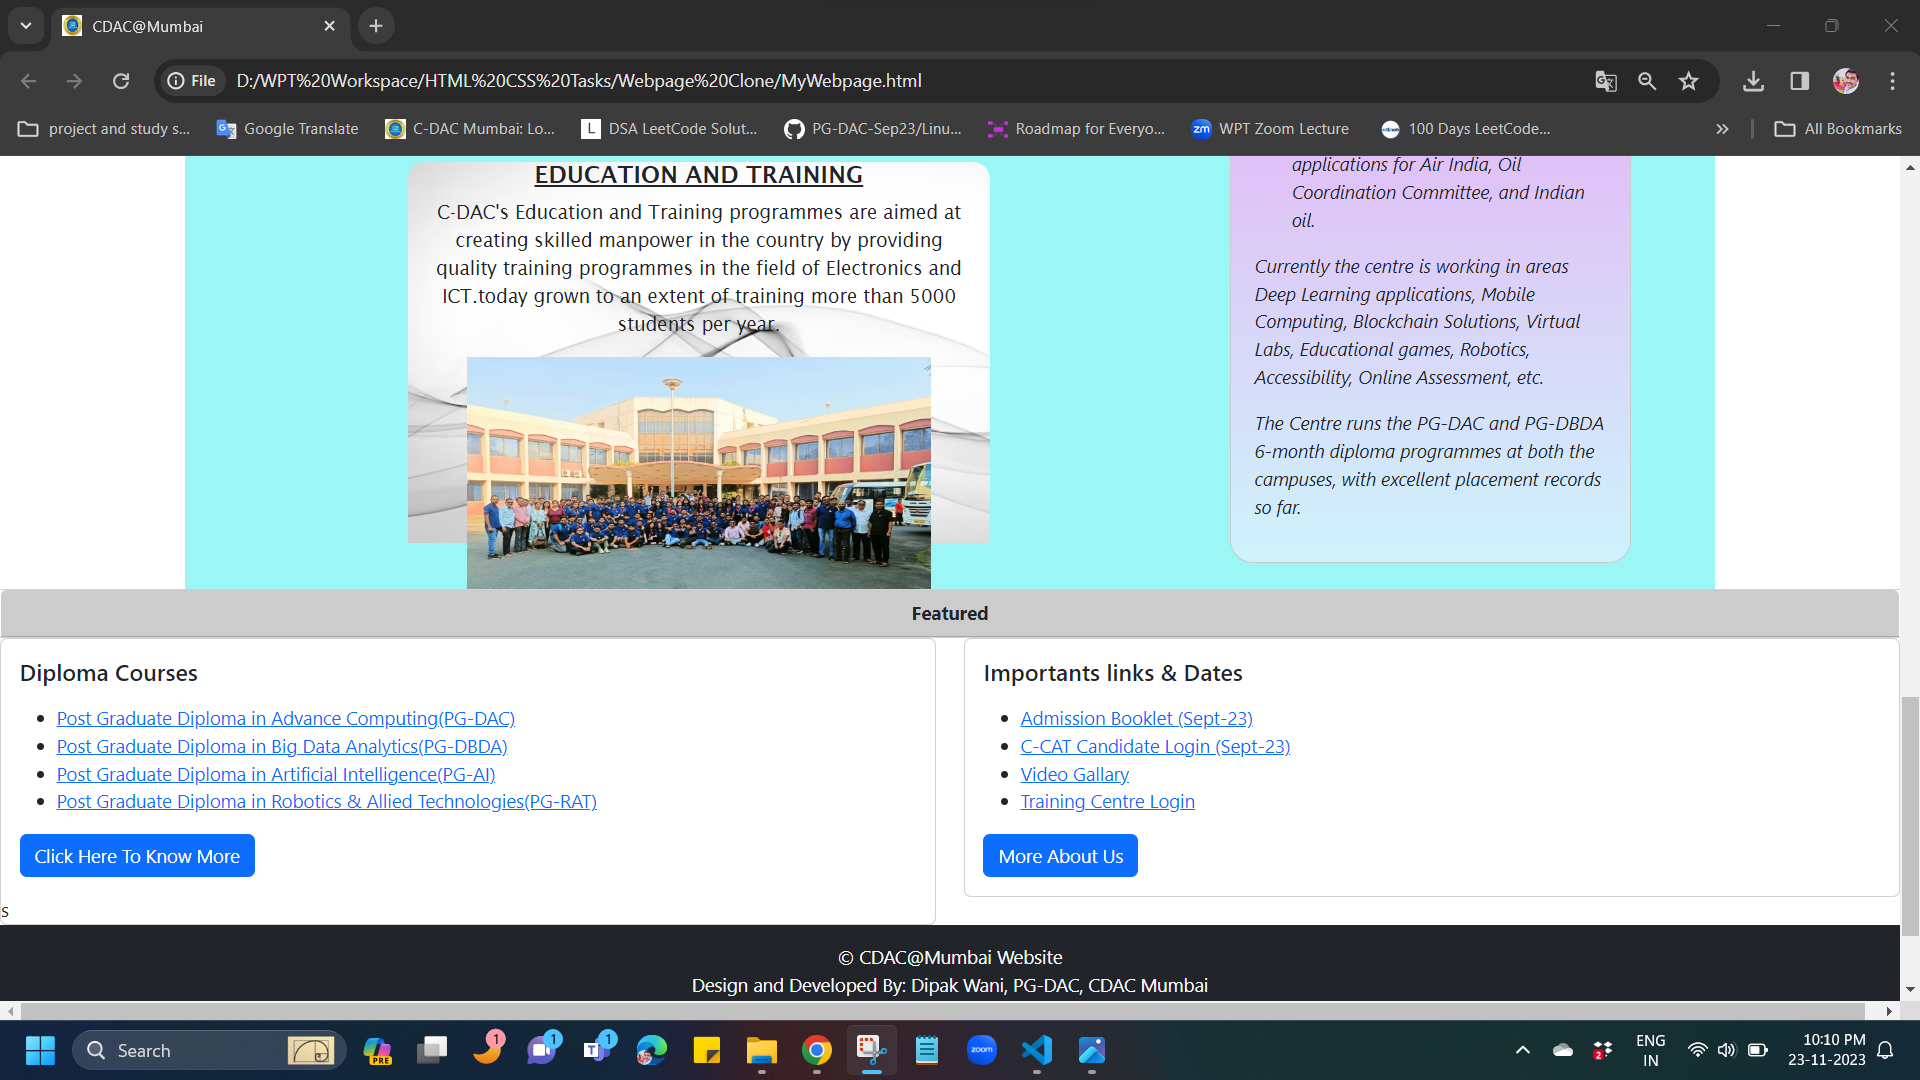 CDAC@Mumbai
File
D:/WPT%20Workspace/HTML%20CSS%20Tasks/Webpage%20Clone/MyWebpage.html
project and study s...
Google Translate
C-DAC Mumbai: Lo...
L
DSA LeetCode Solut...
PG-DAC-Sep23/Linu...
Roadmap for Everyo...
zm
WPT Zoom Lecture
100 Days LeetCode...
»
All Bookmarks
EDUCATION AND TRAINING
C-DAC's Education and Training programmes are aimed at
creating skilled manpower in the country by providing
quality training programmes in the field of Electronics and
ICT.today grown to an extent of training more than 5000
students per year.
applications for Air India, Oil
Coordination Committee, and Indian
oil.
Currently the centre is working in areas
Deep Learning applications, Mobile
Computing, Blockchain Solutions, Virtual
Labs, Educational games, Robotics,
Accessibility, Online Assessment, etc.
The Centre runs the PG-DAC and PG-DBDA
6-month diploma programmes at both the
campuses, with excellent placement records
so far.
Featured
Diploma Courses
Post Graduate Diploma in Advance Computing(PG-DAC)
Post Graduate Diploma in Big Data Analytics(PG-DBDA)
Post Graduate Diploma in Artificial Intelligence(PG-AI)
Post Graduate Diploma in Robotics & Allied Technologies(PG-RAT)
Click Here To Know More
s
Importants links & Dates
Admission Booklet (Sept-23)
C-CAT Candidate Login (Sept-23)
Video Gallary
Training Centre Login
More About Us
© CDAC@Mumbai Website
Design and Developed By: Dipak Wani, PG-DAC, CDAC Mumbai
Search
PRE
1
1
1
T
zoom
2
ENG
IN
10:10 PM
23-11-2023